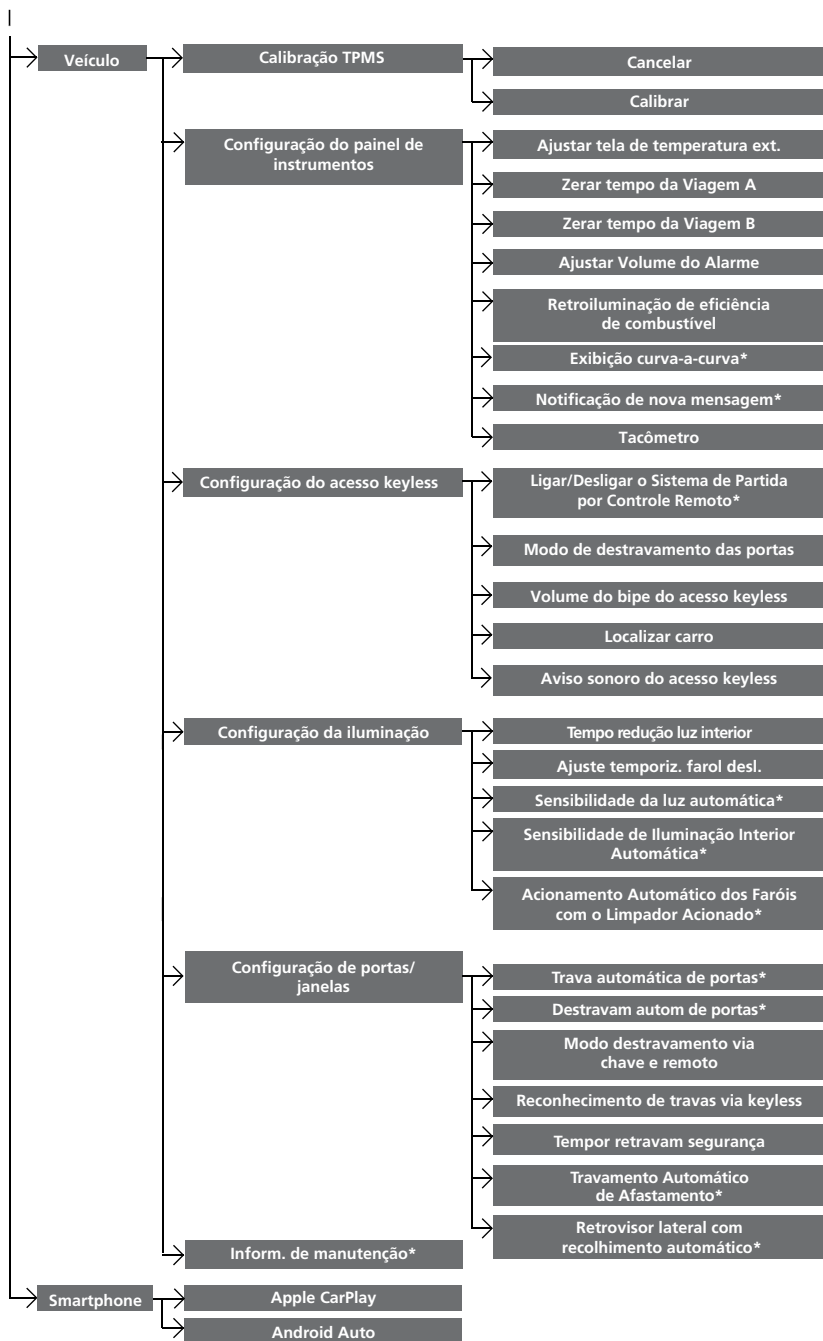 Veículo
Calibração TPMS
Cancelar
Calibrar
Configuração do painel de
instrumentos
Ajustar tela de temperatura ext.
Zerar tempo da Viagem A
Zerar tempo da Viagem B
Ajustar Volume do Alarme
Retroiluminação de eficiência
de combustível
Exibição curva-a-curva*
Notificação de nova mensagem*
Tacômetro
Configuração do acesso keyless
Ligar/Desligar o Sistema de Partida
por Controle Remoto*
Modo de destravamento das portas
Volume do bipe do acesso keyless
Localizar carro
Aviso sonoro do acesso keyless
Configuração da iluminação
Tempo redução luz interior
Ajuste temporiz. farol desl.
Sensibilidade da luz automática*
Sensibilidade de Iluminação Interior
Automática*
Acionamento Automático dos Faróis
com o Limpador Acionado*
Configuração de portas/
janelas
Trava automática de portas*
Destravam autom de portas*
Modo destravamento via
chave e remoto
Reconhecimento de travas via keyless
Tempor retravam segurança
Travamento Automático
de Afastamento*
Retrovisor lateral com
recolhimento automático*
Inform. de manutenção*
Smartphone
Apple CarPlay
Android Auto